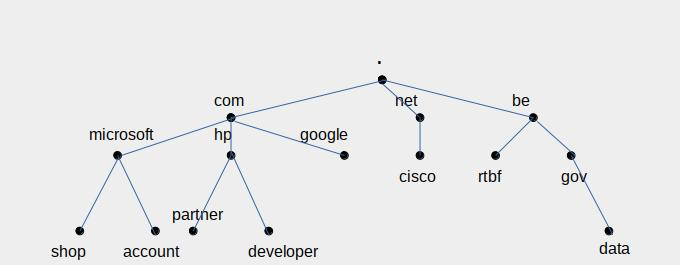 .
com
net
be
microsoft
hp
google
cisco
rtbf
gov
partner
shop
account
developer
data